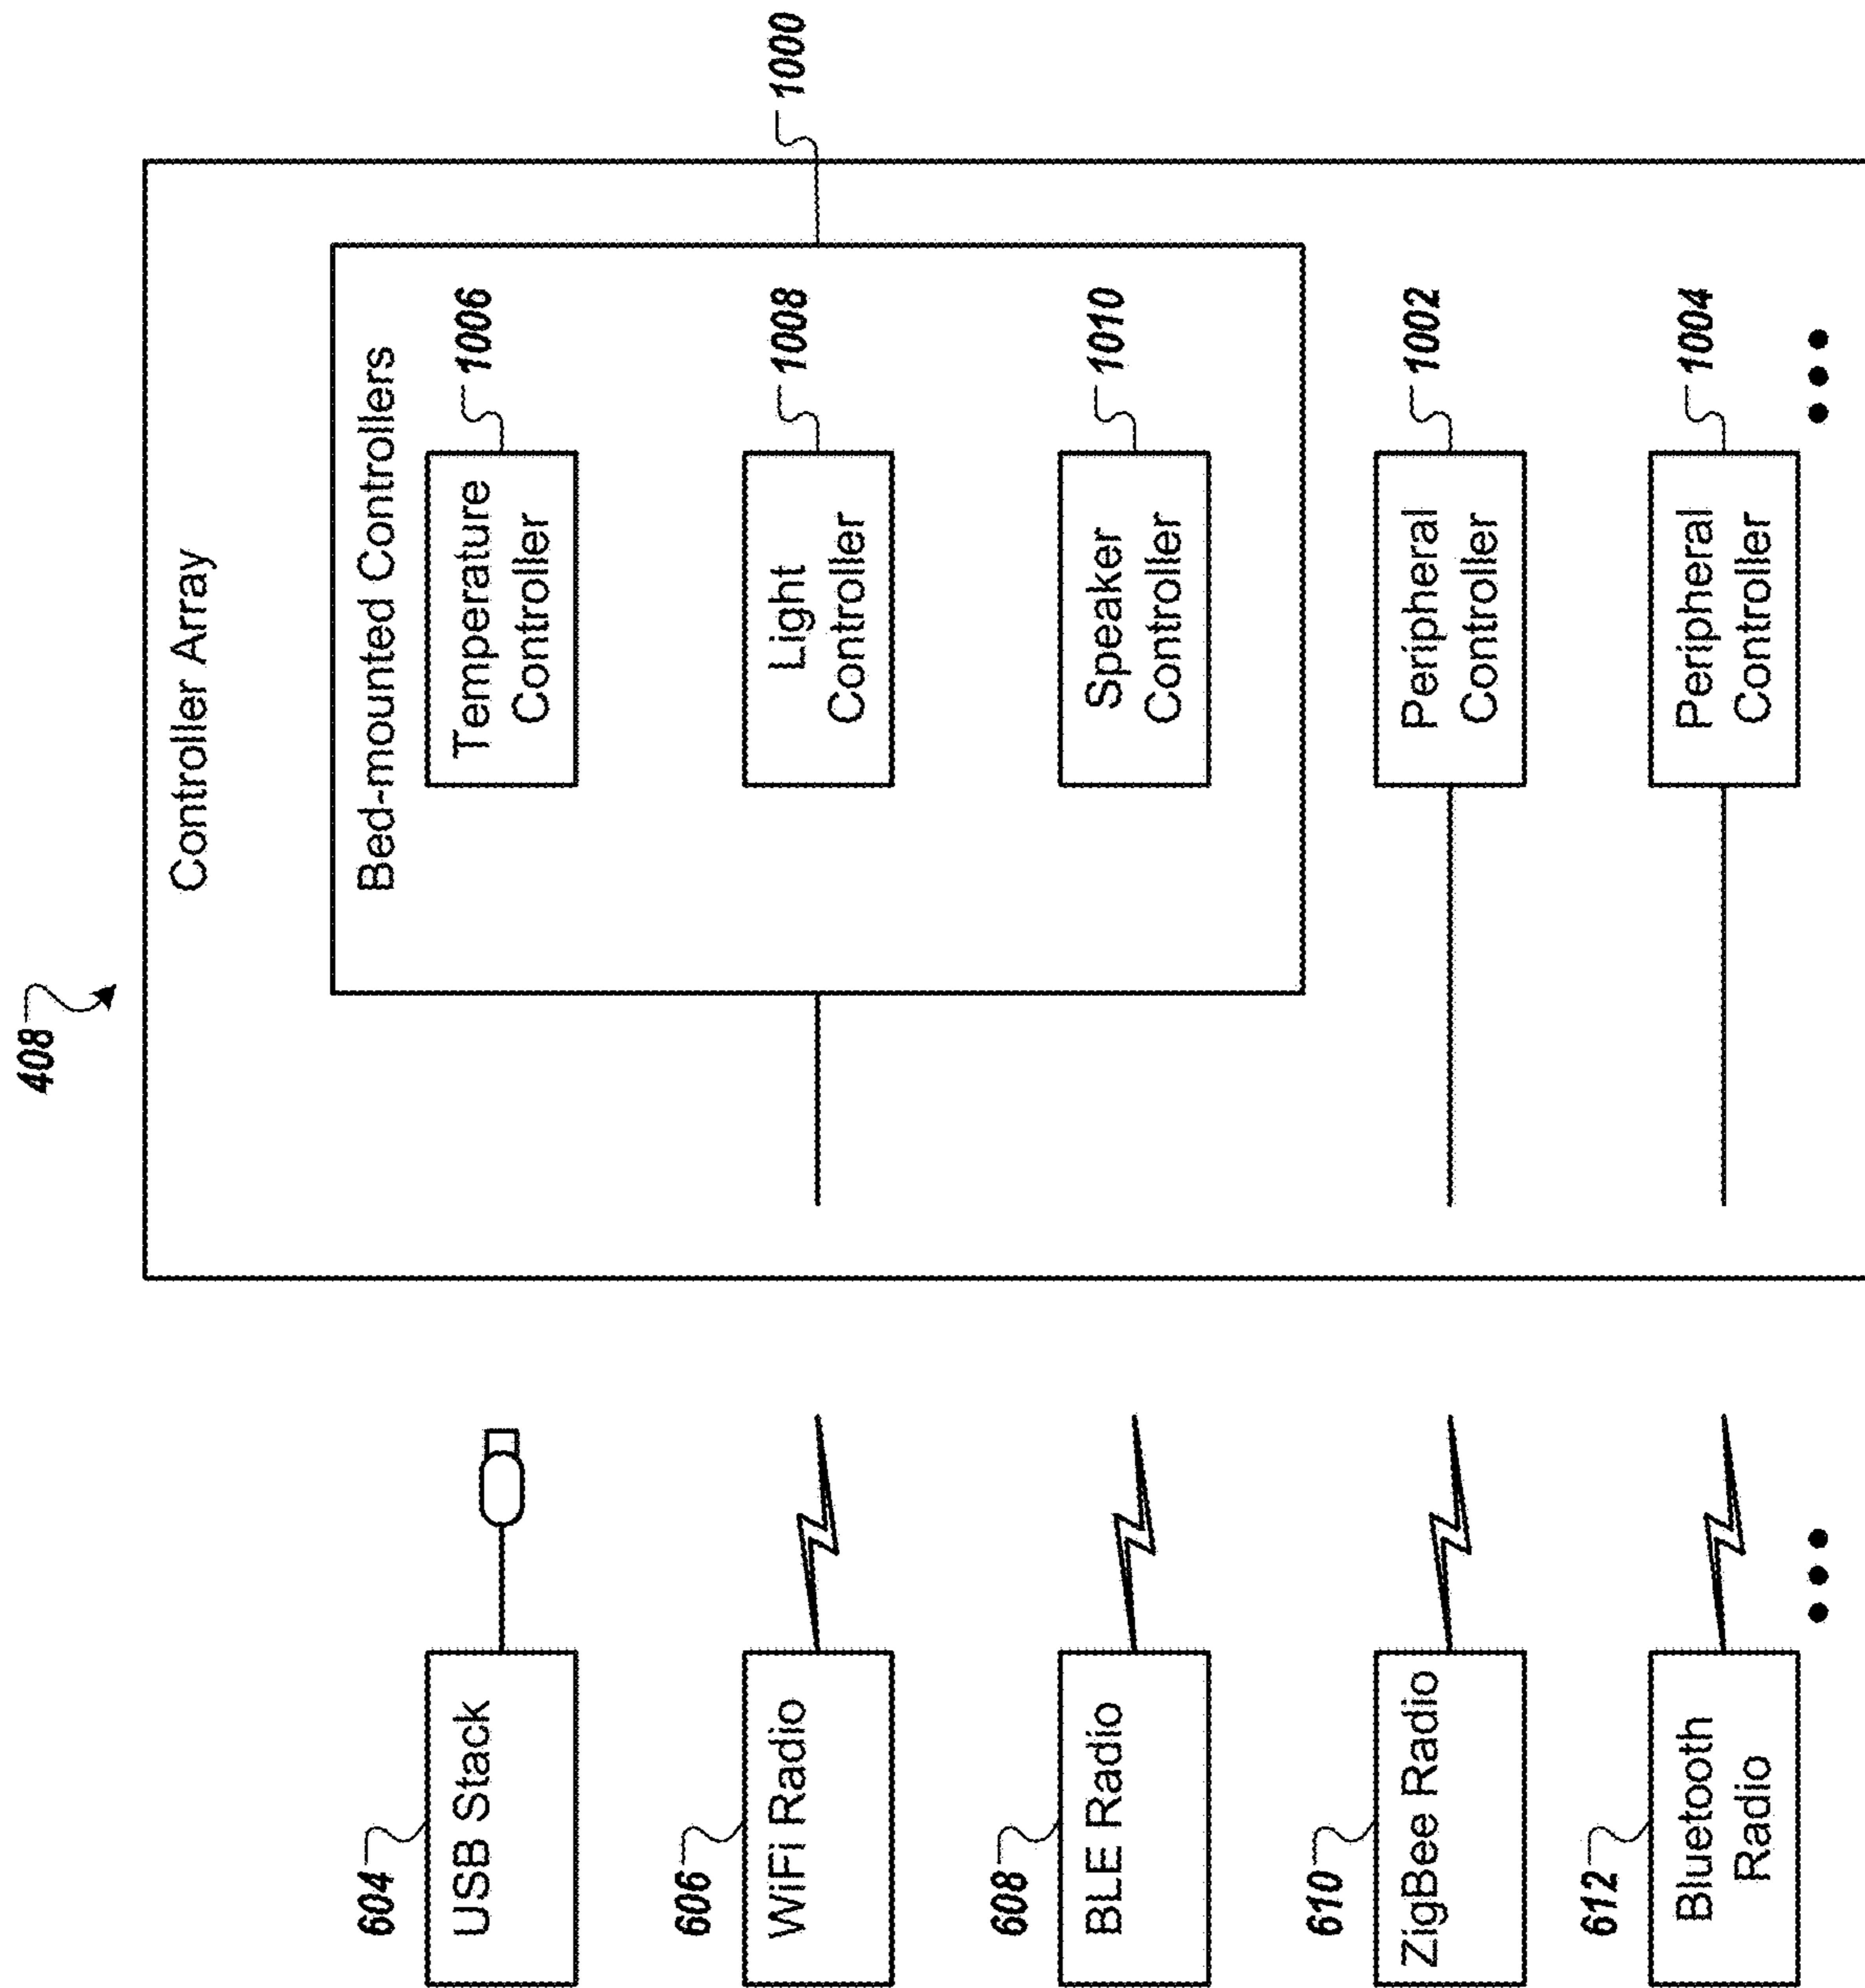 408
Controller Array
Bed-mounted Controllers
1000
604
USB Stack
Temperature
Controller
1006
606
WiFi Radio
Light
Controller
1008
608
BLE Radio
Speaker
Controller
1010
610
ZigBee Radio
Peripheral
Controller
1002
612
Bluetooth
Radio
Peripheral
Controller
1004